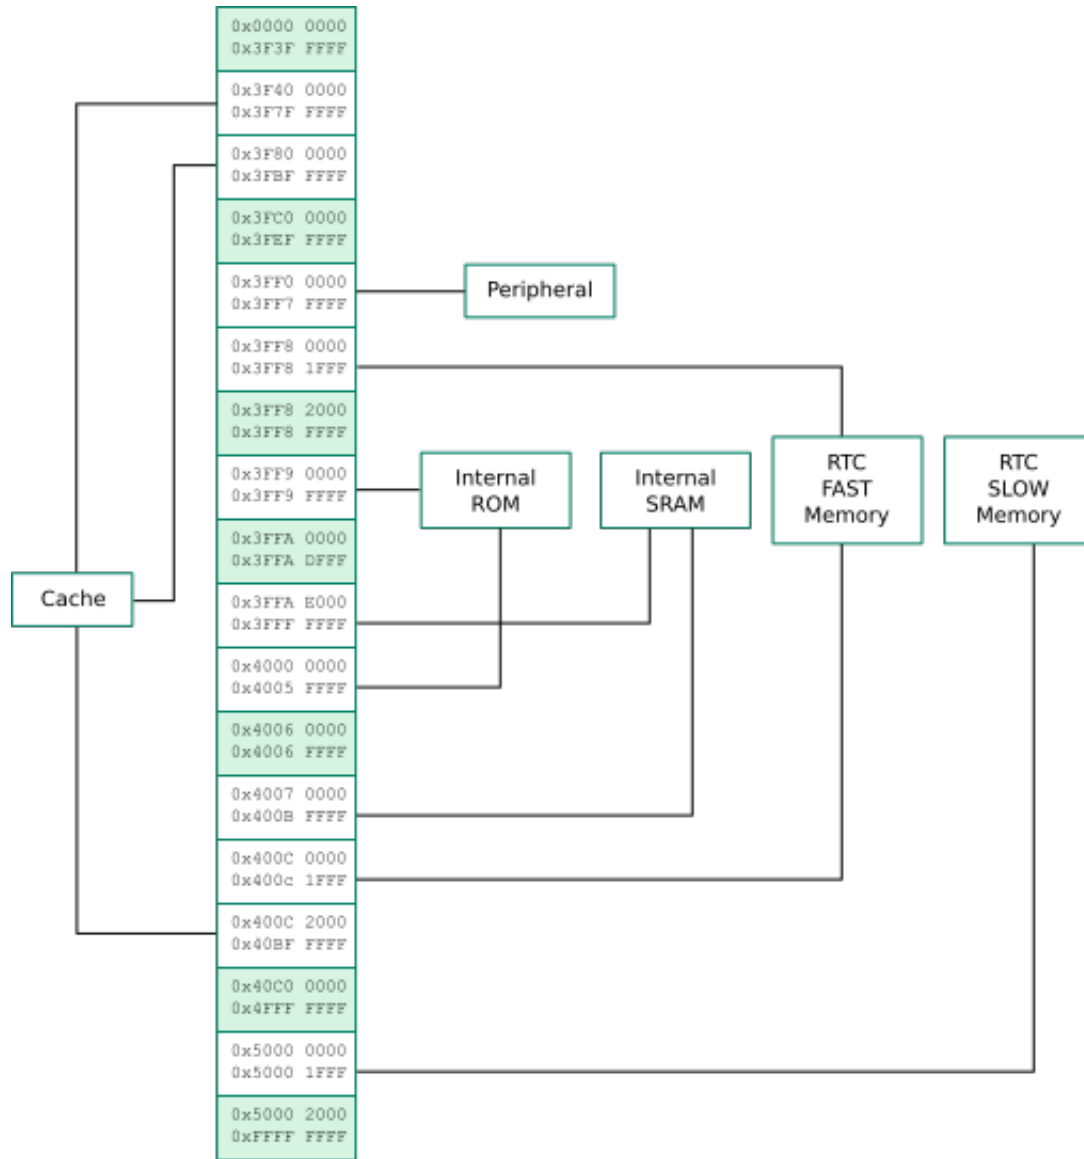 0x0000 0000
0x3F3F FFFF
0x3F40 0000
0x3F7F FFFF
0x3F80 0000
0x3FBF FFFF
0x3FC0 0000
0x3FEF FFFF
0x3FF0 0000
0x3FF7 FFFF
Peripheral
0x3FF8 0000
0x3FF8 1FFF
0x3FF8 2000
0x3FF8 FFFF
0x3FF9 0000
0x3FF9 FFFF
Internal
ROM
Internal
SRAM
RTC
FAST
Memory
RTC
SLOW
Memory
0x3FFA 0000
0x3FFA DFFF
Cache
0x3FFA E000
0x3FFF FFFF
0x4000 0000
0x4005 FFFF
0x4006 0000
0x4006 FFFF
0x4007 0000
0x400B FFFF
0x400C 0000
0x400c 1FFF
0x400C 2000
0x40BF FFFF
0x40C0 0000
0x4FFF FFFF
0x5000 0000
0x5000 1FFF
0x5000 2000
0xFFFF FFFF